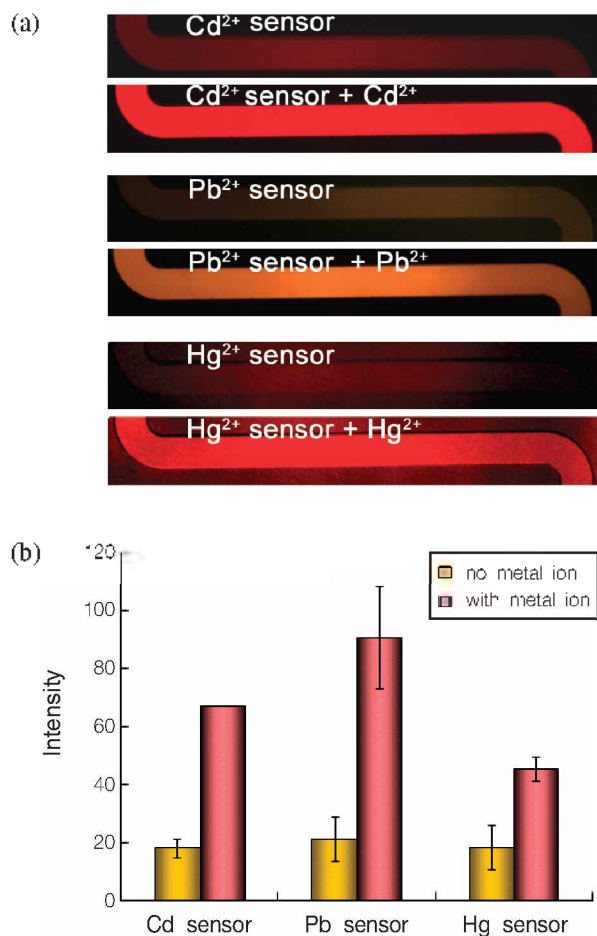 (a)
Cd²⁺ sensor
Cd²⁺ sensor + Cd²⁺
Pb²⁺ sensor
Pb²⁺ sensor + Pb²⁺
Hg²⁺ sensor
Hg²⁺ sensor + Hg²⁺
(b)
120
100
80
60
40
20
0
Intensity
no metal ion
with metal ion
Cd sensor Pb sensor Hg sensor